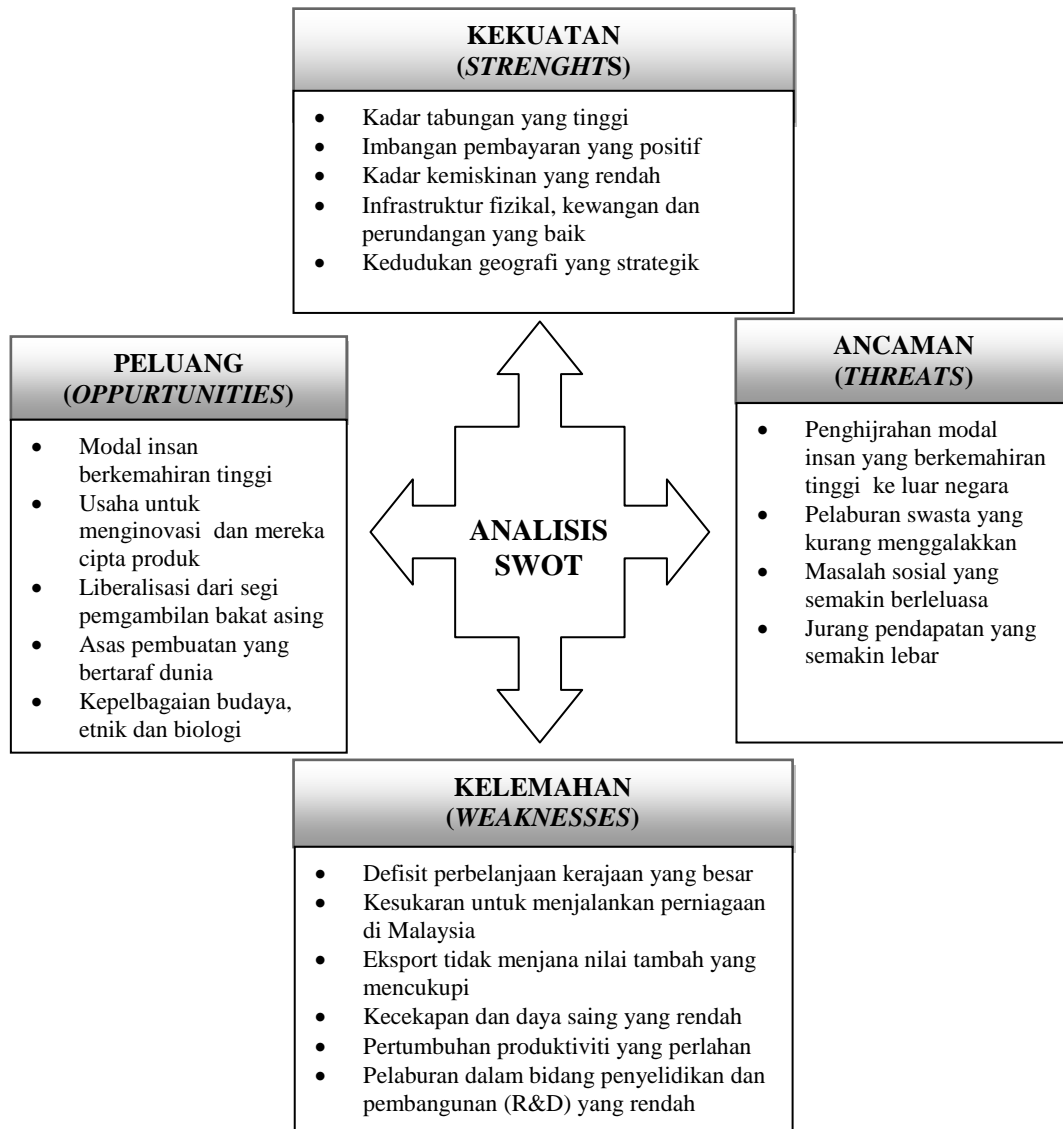 KEKUATAN
(STRENGHTS)
• Kadar tabungan yang tinggi
• Imbangan pembayaran yang positif
• Kadar kemiskinan yang rendah
• Infrastruktur fizikal, kewangan dan
perundangan yang baik
• Kedudukan geografi yang strategik
PELUANG
(OPPURTUNITIES)
• Modal insan
berkemahiran tinggi
• Usaha untuk
menginovasi dan mereka
cipta produk
• Liberalisasi dari segi
pemgambilan bakat asing
• Asas pembuatan yang
bertaraf dunia
• Kepelbagaian budaya,
etnik dan biologi
ANALISIS
SWOT
ANCAMAN
(THREATS)
• Penghijrahan modal
insan yang berkemahiran
tinggi ke luar negara
• Pelaburan swasta yang
kurang menggalakkan
• Masalah sosial yang
semakin berleluasa
• Jurang pendapatan yang
semakin lebar
KELEMAHAN
(WEAKNESSES)
• Defisit perbelanjaan kerajaan yang besar
• Kesukaran untuk menjalankan perniagaan
di Malaysia
• Eksport tidak menjana nilai tambah yang
mencukupi
• Kecekapan dan daya saing yang rendah
• Pertumbuhan produktiviti yang perlahan
• Pelaburan dalam bidang penyelidikan dan
pembangunan (R&D) yang rendah